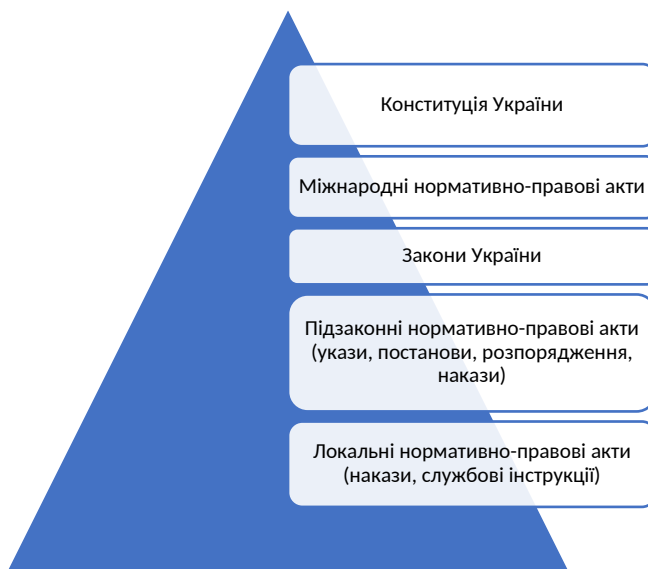 Конституція України
Міжнародні нормативно-правові акти
Закони України
Підзаконні нормативно-правові акти
(укази, постанови, розпорядження,
накази)
Локальні нормативно-правові акти
(накази, службові інструкції)